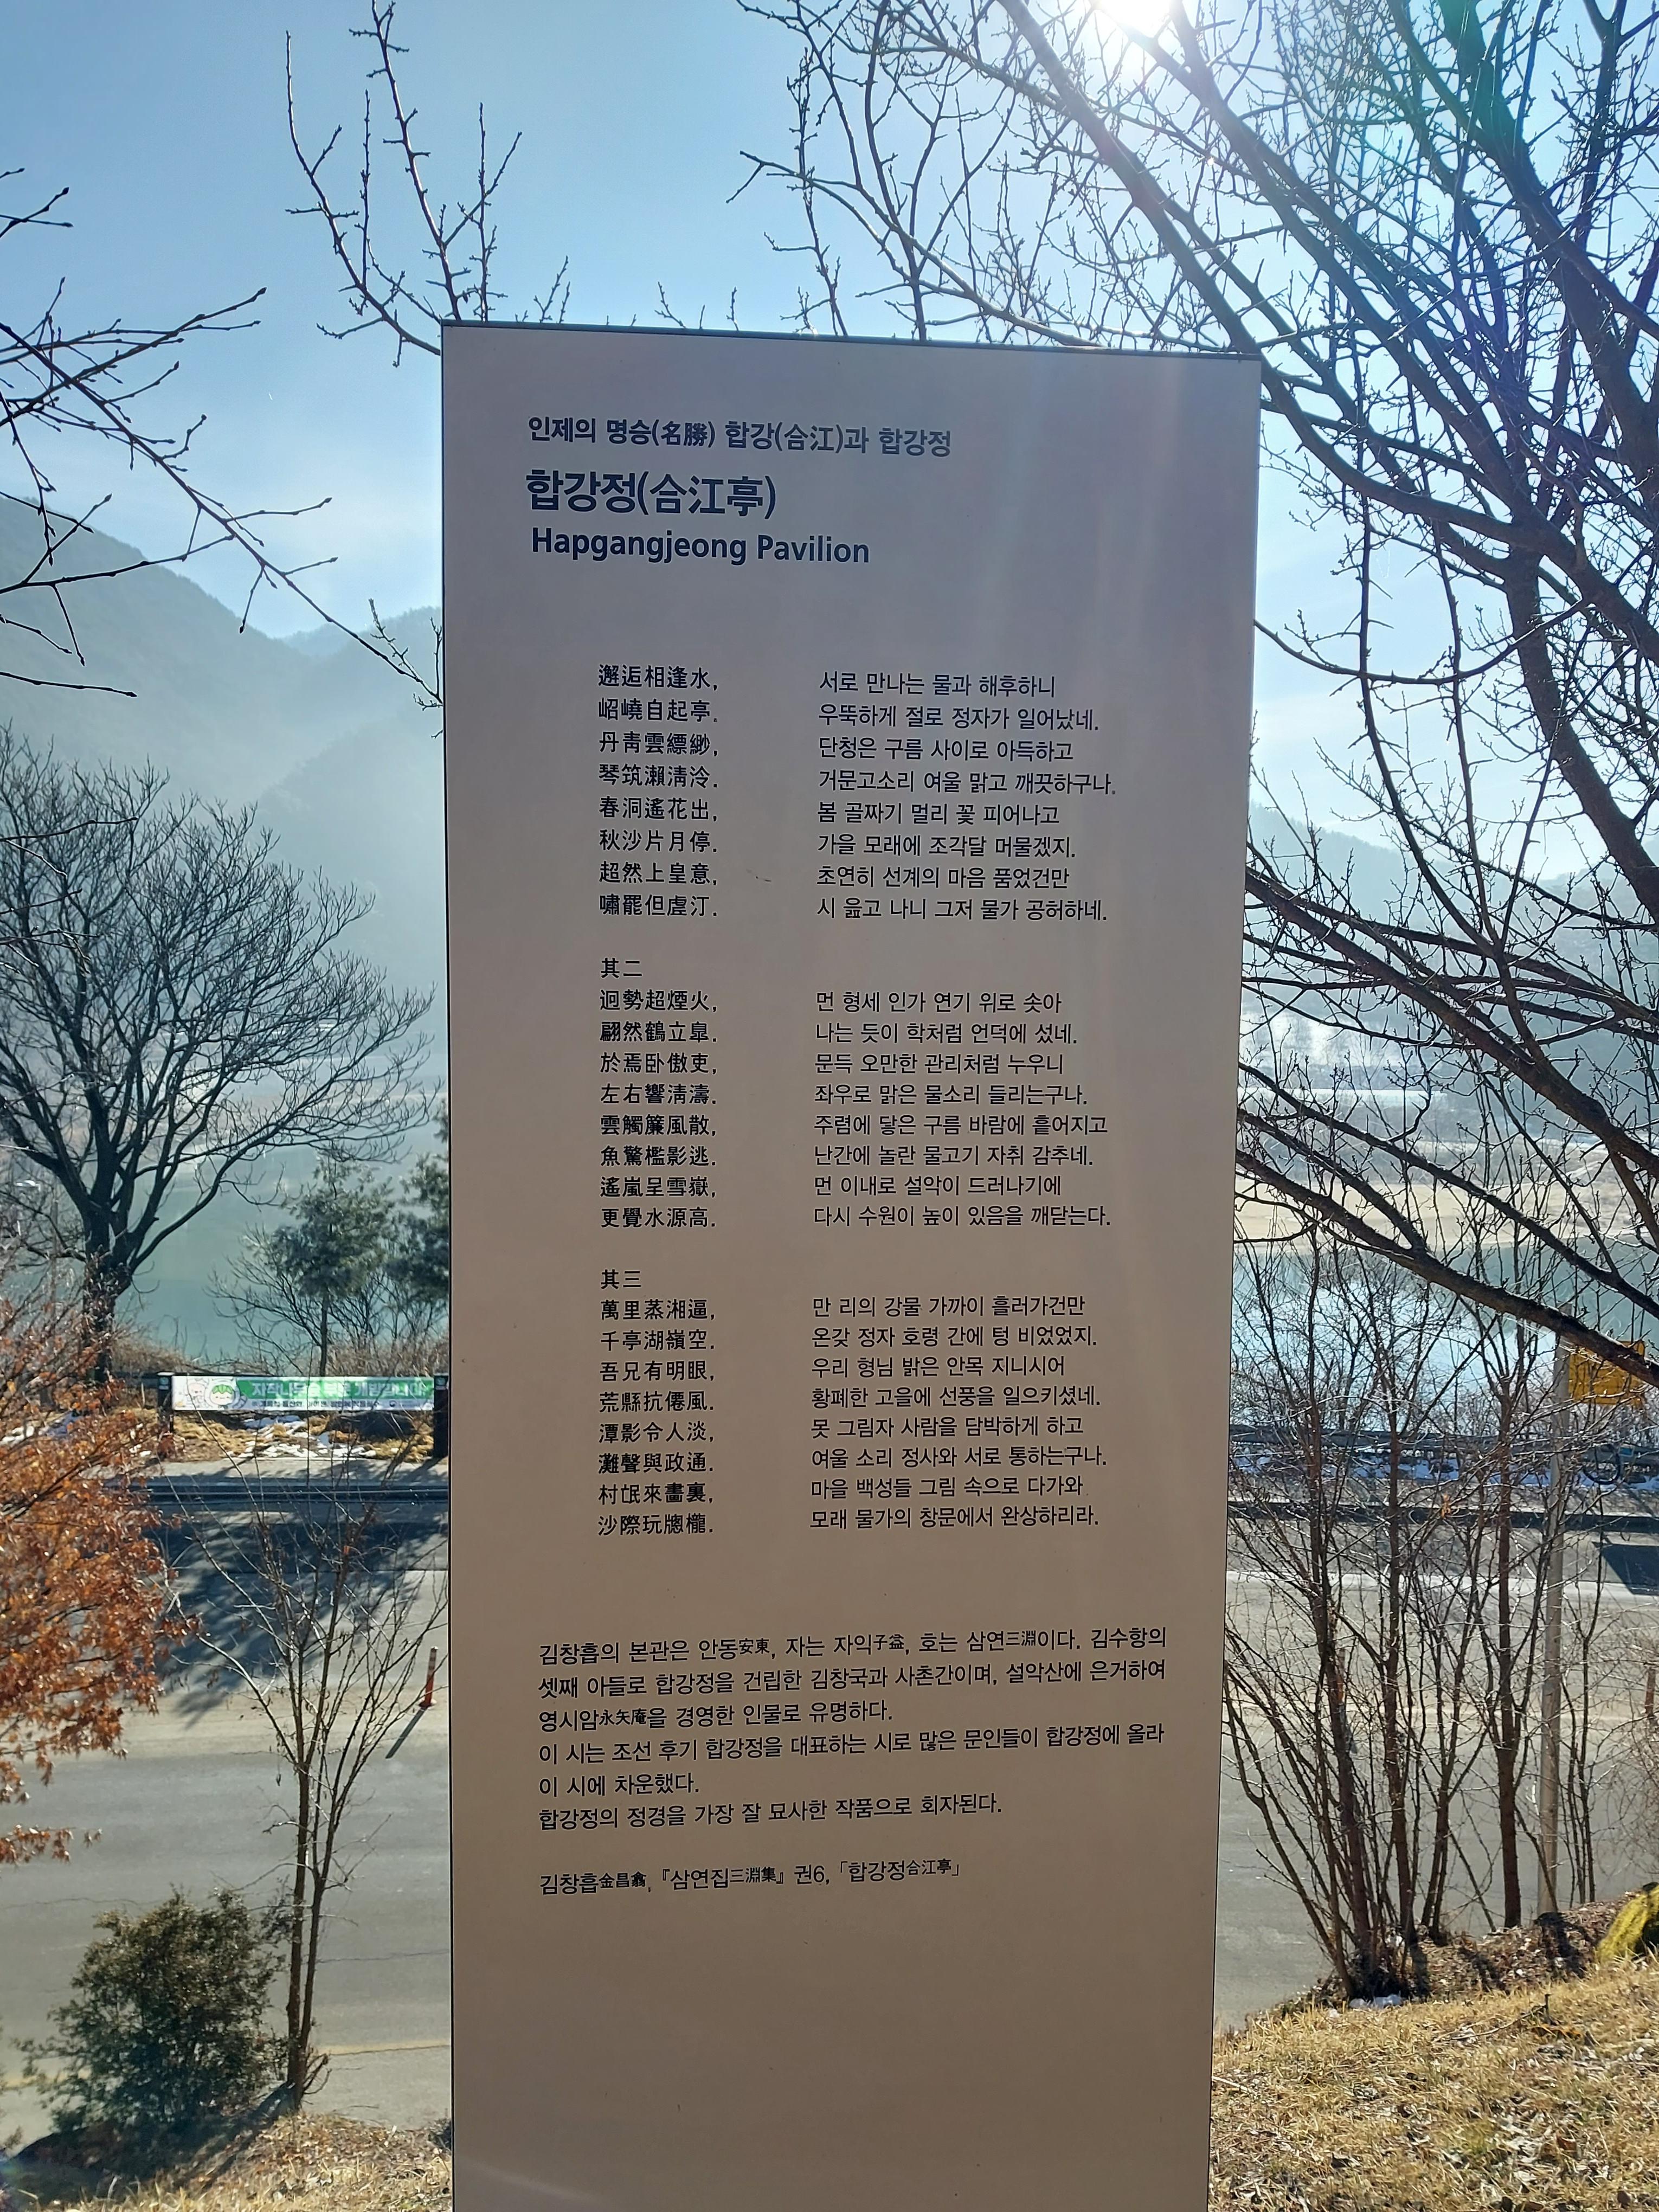 인제의 명승(名勝) 합강(合江)과 합강정
합강정(合江亭)
Hapgangjeong Pavilion
邂逅相逢水, 서로 만나는 물과 해후하니
岹嶢自起亭. 우뚝하게 절로 정자가 일어났네.
丹靑雲縹緲, 단청은 구름 사이로 아득하고
琴筑瀨淸泠. 거문고소리 여울 맑고 깨끗하구나.
春洞遙花出, 봄 골짜기 멀리 꽃 피어나고
秋沙片月停. 가을 모래에 조각달 머물겠지.
超然上皇意, 초연히 선계의 마음 품었건만
嘯罷但虛汀. 시 읊고 나니 그저 물가 공허하네.
其二
迥勢超煙火, 먼 형세 인가 연기 위로 솟아
翩然鶴立皐. 나는 듯이 학처럼 언덕에 섰네.
於焉卧傲吏, 문득 오만한 관리처럼 누우니
左右響淸濤. 좌우로 맑은 물소리 들리는구나.
雲觸簾風散, 주렴에 닿은 구름 바람에 흩어지고
魚驚檻影逃. 난간에 놀란 물고기 자취 감추네.
遙嵐呈雪嶽, 먼 이내로 설악이 드러나기에
更覺水源高. 다시 수원이 높이 있음을 깨닫는다.
其三
萬里蒸湘逼, 만 리의 강물 가까이 흘러가건만
千亭湖嶺空. 온갖 정자 호령 간에 텅 비었었지.
吾兄有明眼, 우리 형님 밝은 안목 지니시어
荒縣抗僊風. 황폐한 고을에 선풍을 일으키셨네.
潭影令人淡, 못 그림자 사람을 담박하게 하고
灘聲與政通. 여울 소리 정사와 서로 통하는구나.
村氓來畵裏, 마을 백성들 그림 속으로 다가와
沙際玩牕櫳. 모래 물가의 창문에서 완상하리라.
김창흡의 본관은 안동安東, 자는 자익子益, 호는 삼연三淵이다. 김수항의
셋째 아들로 합강정을 건립한 김창국과 사촌간이며, 설악산에 은거하여
영시암永矢庵을 경영한 인물로 유명하다.
이 시는 조선 후기 합강정을 대표하는 시로 많은 문인들이 합강정에 올라
이 시에 차운했다.
합강정의 정경을 가장 잘 묘사한 작품으로 회자된다.
김창흡金昌翕, 『삼연집三淵集』 권6, 「합강정合江亭」